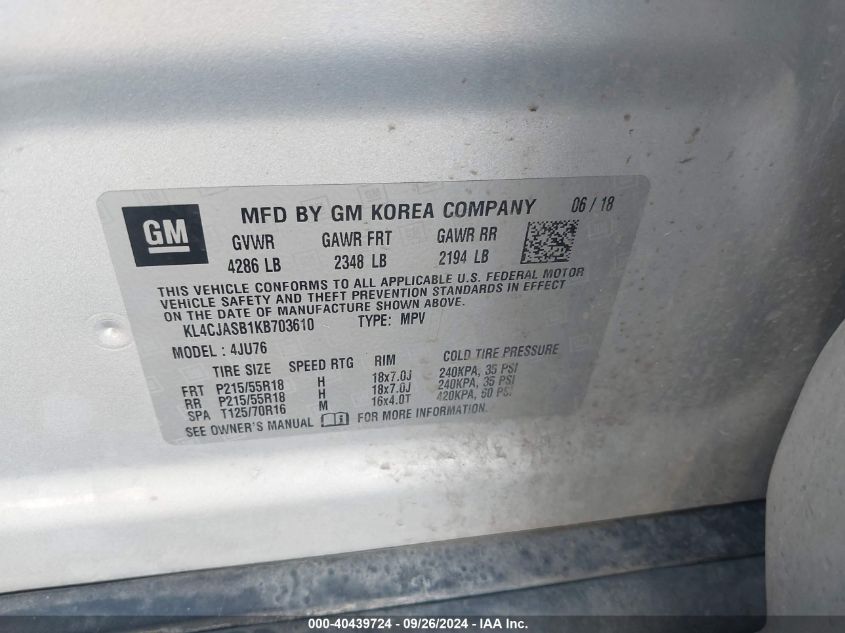 GM
MFD BY GM KOREA COMPANY 06 / 18
GVWR GAWR FRT GAWR RR
4286 LB 2348 LB 2194 LB
THIS VEHICLE CONFORMS TO ALL APPLICABLE U.S. FEDERAL MOTOR
VEHICLE SAFETY AND THEFT PREVENTION STANDARDS IN EFFECT
ON THE DATE OF MANUFACTURE SHOWN ABOVE.
KL4CJASB1KB703610 TYPE: MPV
MODEL : 4JU76
TIRE SIZE SPEED RTG RIM COLD TIRE PRESSURE
FRT P215/55R18 H 18x7.0J 240KPA, 35 PSI
RR P215/55R18 H 18x7.0J 240KPA, 35 PSI
SPA T125/70R16 M 16x4.0T 420KPA, 60 PSI
SEE OWNER'S MANUAL FOR MORE INFORMATION.
000-40439724 - 09/26/2024 - IAA Inc.